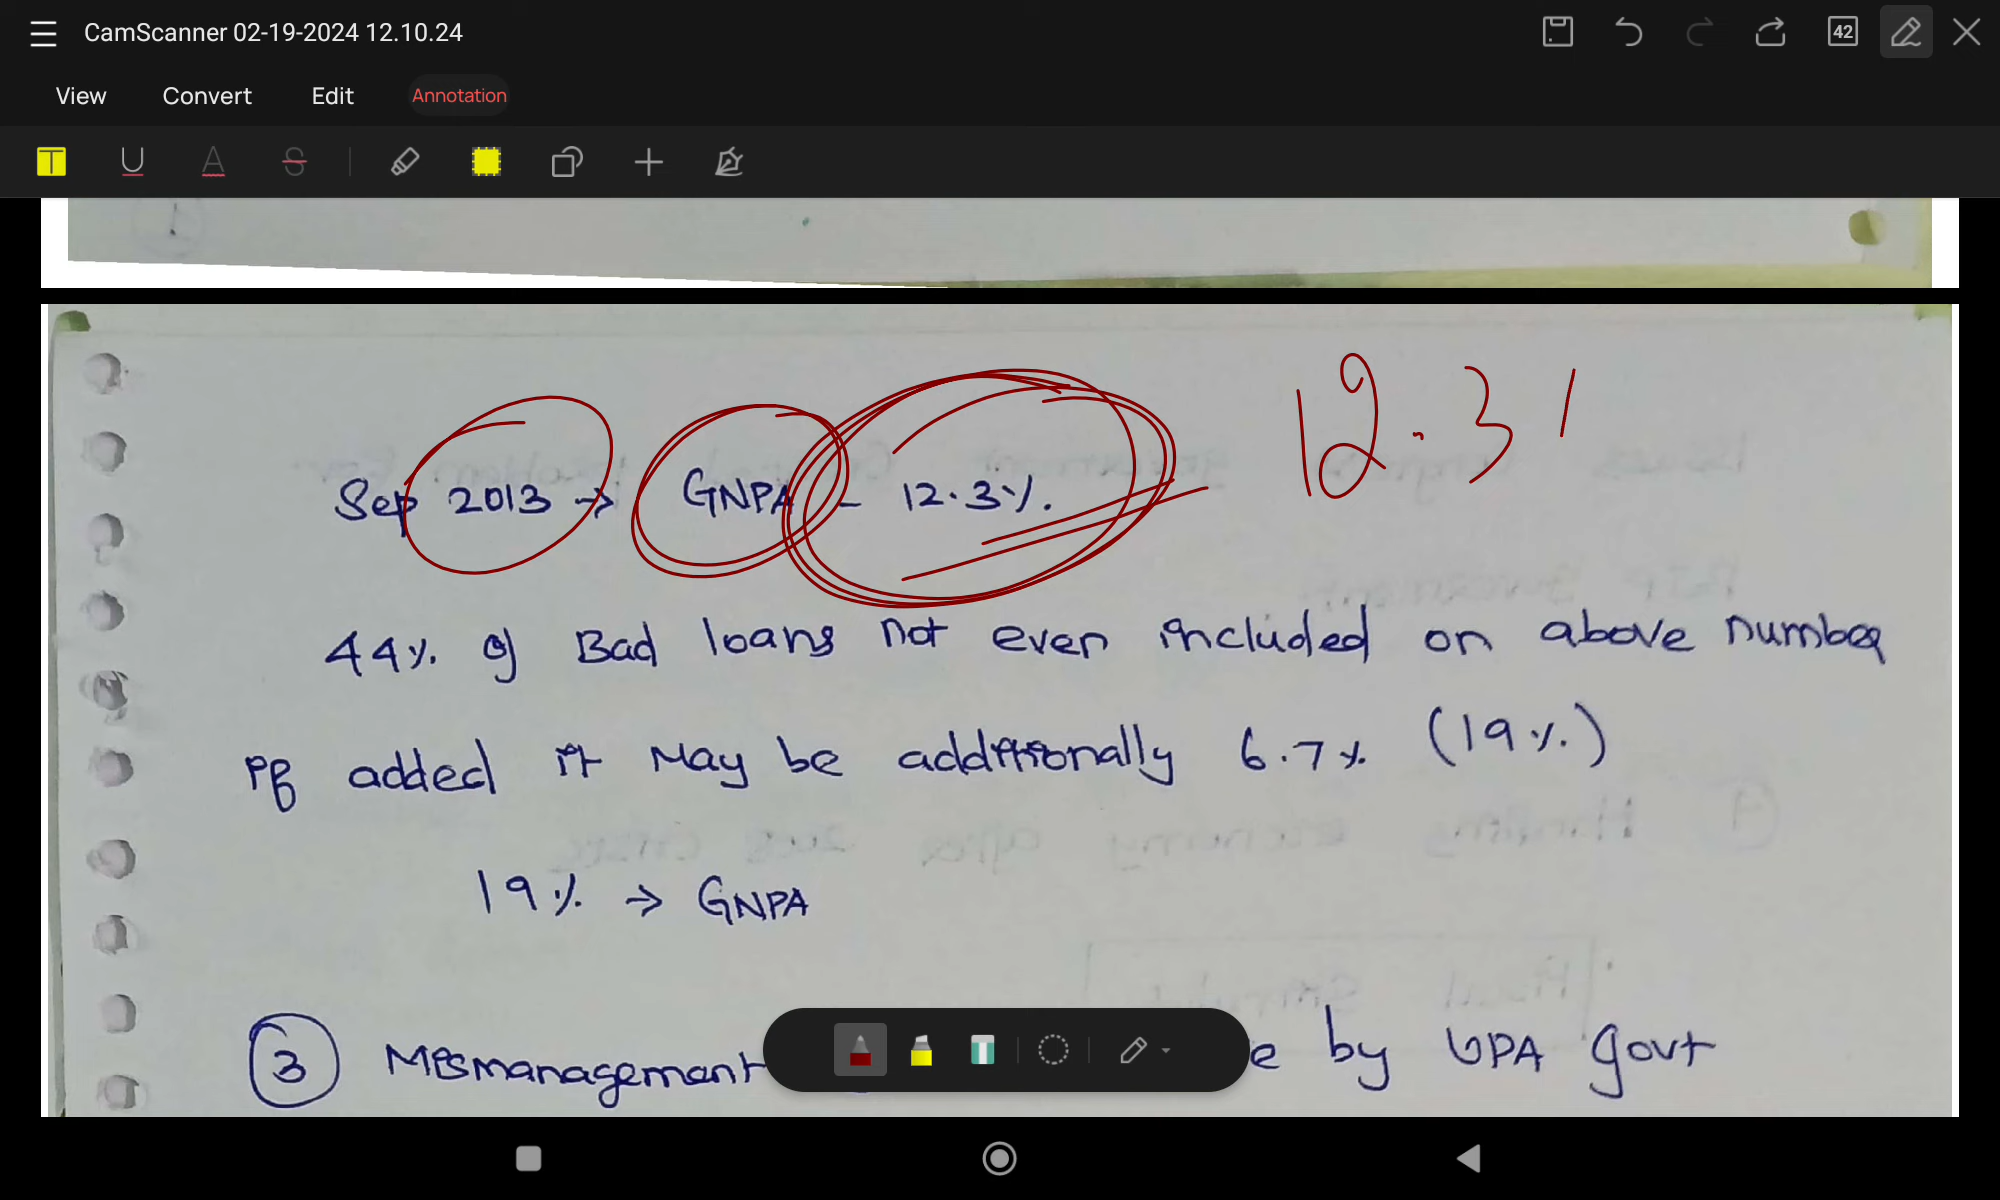 CamScanner 02-19-2024 12.10.24
42
View Convert Edit Annotation
12.3
Sep 2013 → GNPA - 12.3%.
44%. of Bad loans not even included on above number
if added it may be additionally 6.7% (19%.)
19% → GNPA
3 Mismanagement by UPA Govt